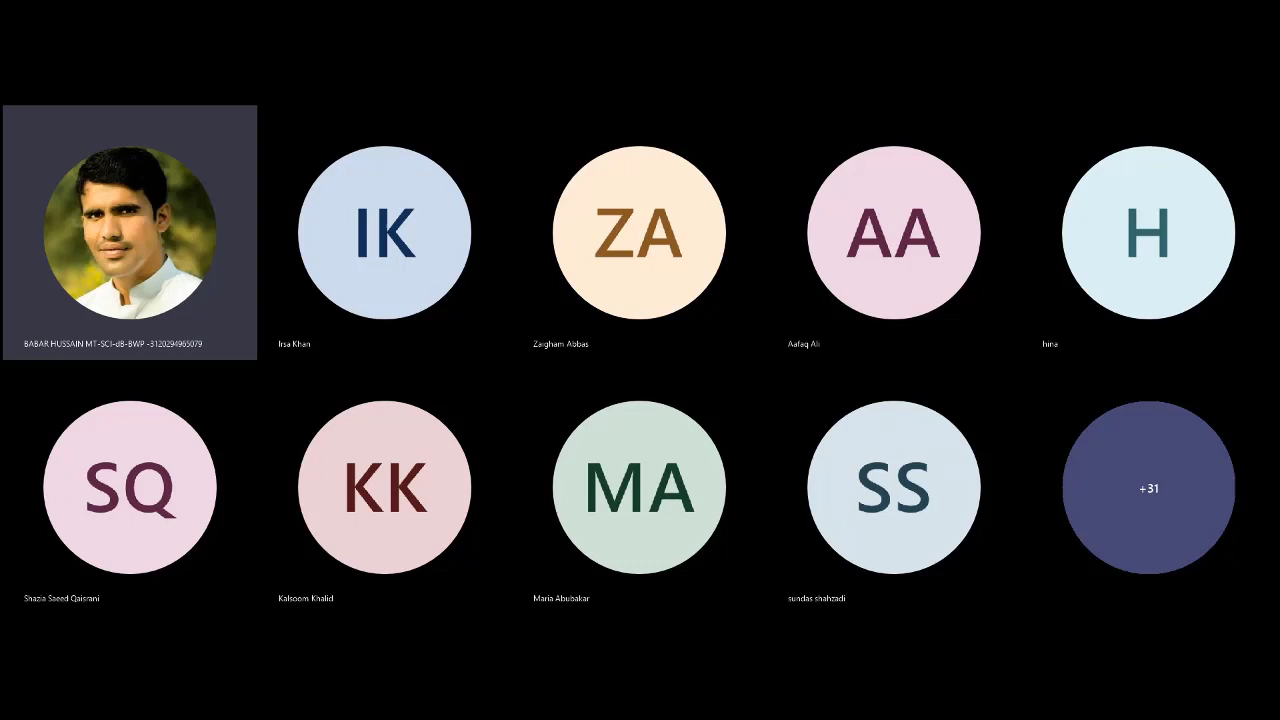 IK
ZA
AA
H
BABAR HUSSAIN MT-SCI-dB-BWP -3120294965079
Irsa Khan
Zaigham Abbas
Aafaq Ali
hina
SQ
KK
MA
SS
+31
Shazia Saeed Qaisrani
Kalsoom Khalid
Maria Abubakar
sundas shahzadi